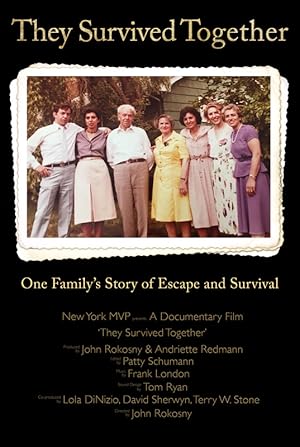 They Survived Together
One Family's Story of Escape and Survival
New York MVP presents A Documentary Film
'They Survived Together'
Produced by John Rokosny & Andriette Redmann
Edited by Patty Schumann
Music by Frank London
Sound Design by Tom Ryan
Co-produced by Lola DiNizio, David Sherwyn, Terry W. Stone
Directed by John Rokosny